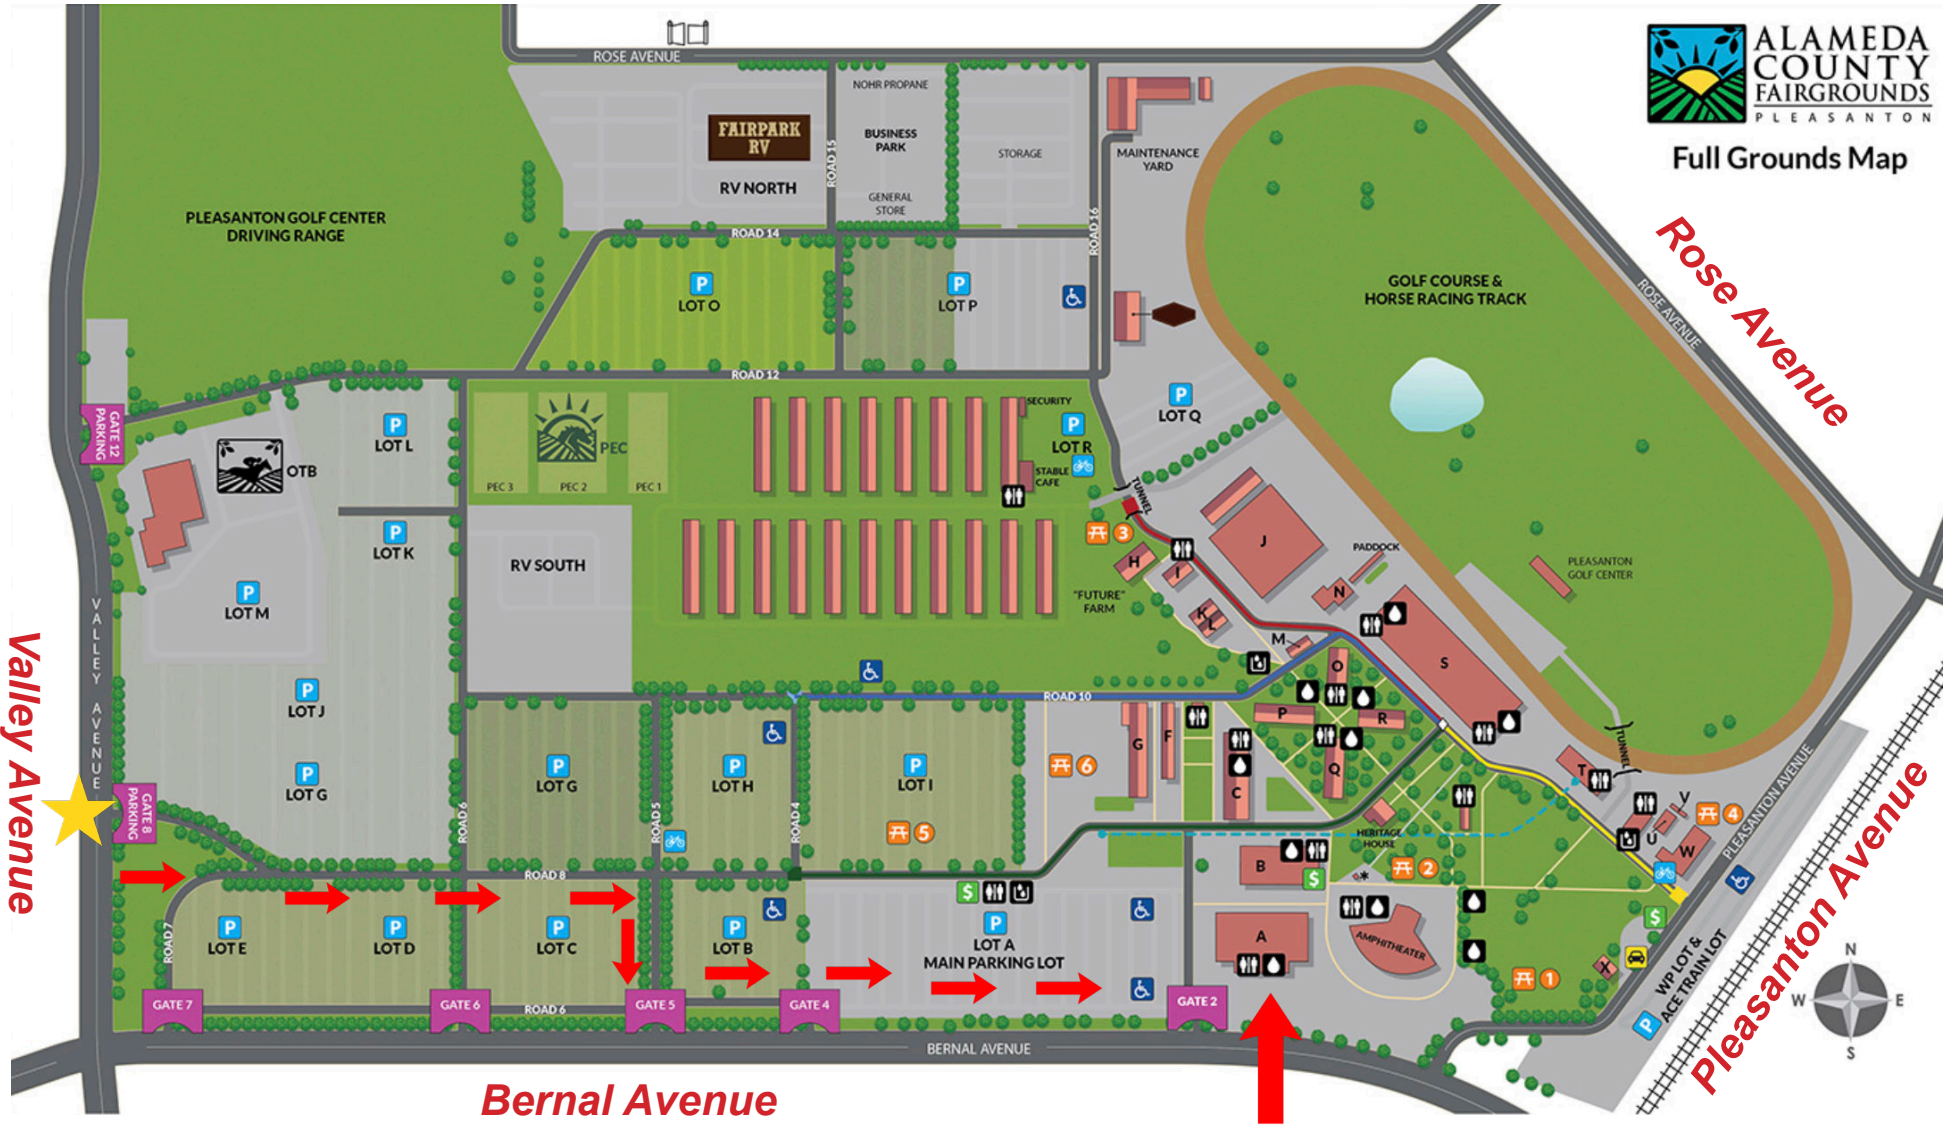 ALAMEDA
COUNTY
FAIRGROUNDS
PLEASANTON
Full Grounds Map
ROSE AVENUE
NOHR PROPANE
FAIRPARK
RV
RV NORTH
ROAD 15
BUSINESS
PARK
GENERAL
STORE
STORAGE
MAINTENANCE
YARD
ROAD 16
PLEASANTON GOLF CENTER
DRIVING RANGE
ROAD 14
P
LOT O
P
LOT P
GOLF COURSE &
HORSE RACING TRACK
ROSE AVENUE
Rose Avenue
ROAD 12
GATE 12
PARKING
P
LOT L
OTB
P
LOT K
P
LOT M
PEC
PEC 3
PEC 2
PEC 1
SECURITY
P
LOT R
STABLE
CAFE
P
LOT Q
TUNNEL
3
RV SOUTH
"FUTURE"
FARM
H
I
J
K
L
M
N
PADDOCK
PLEASANTON
GOLF CENTER
O
S
P
R
Q
VALLEY AVENUE
Valley Avenue
P
LOT J
P
LOT G
GATE 8
PARKING
ROAD 10
ROAD 6
P
LOT G
ROAD 5
P
LOT H
ROAD 4
P
LOT I
5
6
G
F
C
HERITAGE
HOUSE
T
TUNNEL
V
U
4
W
PLEASANTON AVENUE
Pleasanton Avenue
ROAD 8
ROAD 7
P
LOT E
P
LOT D
P
LOT C
P
LOT B
$
P
LOT A
MAIN PARKING LOT
B
$
*
2
A
AMPHITHEATER
$
X
1
WP LOT &
ACE TRAIN LOT
P
GATE 7
GATE 6
ROAD 6
GATE 5
GATE 4
GATE 2
BERNAL AVENUE
Bernal Avenue
N
W
E
S